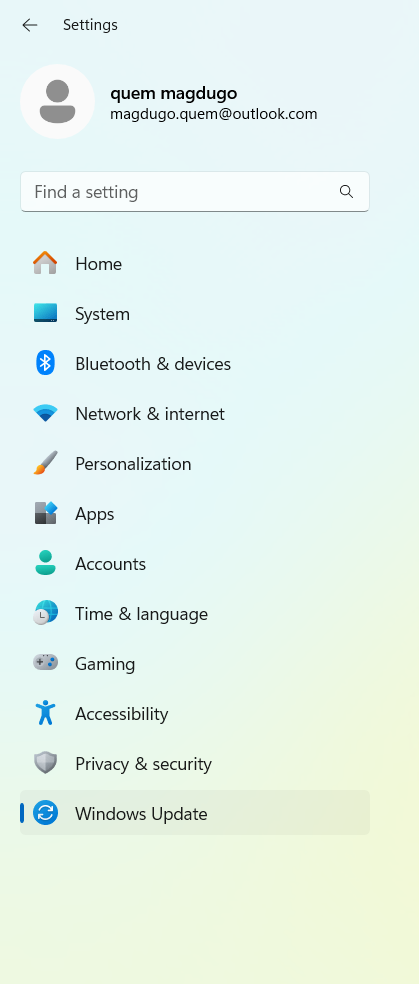 Settings
quem magdugo
magdugo.quem@outlook.com
Find a setting
Home
System
Bluetooth & devices
Network & internet
Personalization
Apps
Accounts
Time & language
Gaming
Accessibility
Privacy & security
Windows Update